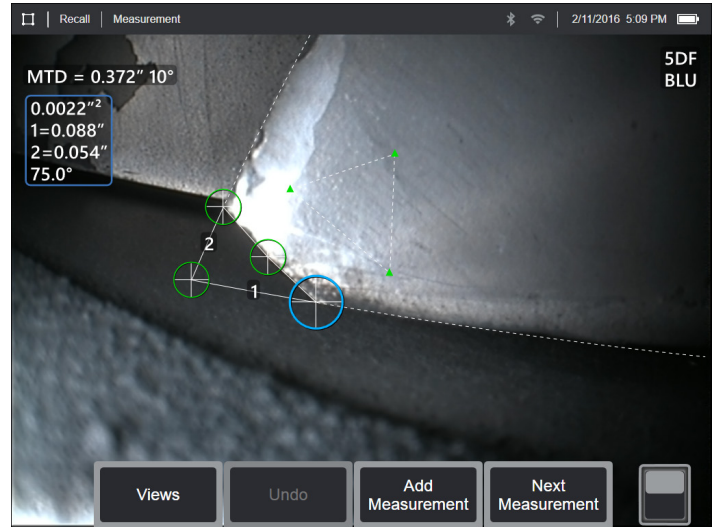 Recall Measurement 2/11/2016 5:09 PM
MTD = 0.372" 10°
5DF
BLU
0.0022"²
1=0.088"
2=0.054"
75.0°
2
1
Views
Undo
Add
Measurement
Next
Measurement